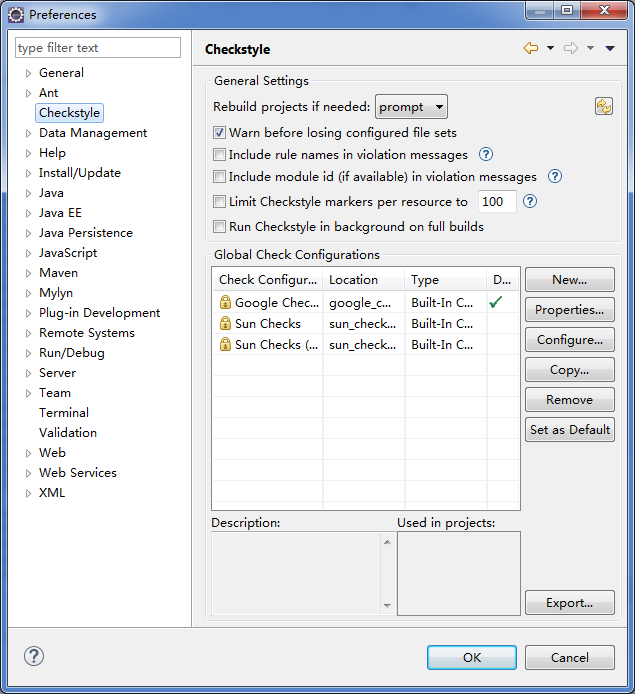 Preferences
type filter text
General
Ant
Checkstyle
Data Management
Help
Install/Update
Java
Java EE
Java Persistence
JavaScript
Maven
Mylyn
Plug-in Development
Remote Systems
Run/Debug
Server
Team
Terminal
Validation
Web
Web Services
XML
Checkstyle
General Settings
Rebuild projects if needed: prompt
Warn before losing configured file sets
Include rule names in violation messages
Include module id (if available) in violation messages
Limit Checkstyle markers per resource to 100
Run Checkstyle in background on full builds
Global Check Configurations
Check Configur... Location Type D...
Google Chec... google_c... Built-In C...
Sun Checks sun_check... Built-In C...
Sun Checks (... sun_check... Built-In C...
New...
Properties...
Configure...
Copy...
Remove
Set as Default
Description: Used in projects:
Export...
OK Cancel